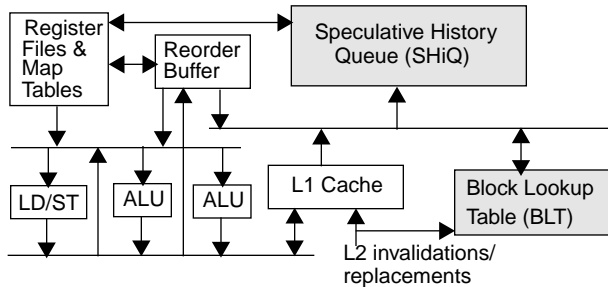 Register
Files &
Map
Tables
Reorder
Buffer
Speculative History
Queue (SHiQ)
LD/ST
ALU
ALU
L1 Cache
Block Lookup
Table (BLT)
L2 invalidations/
replacements